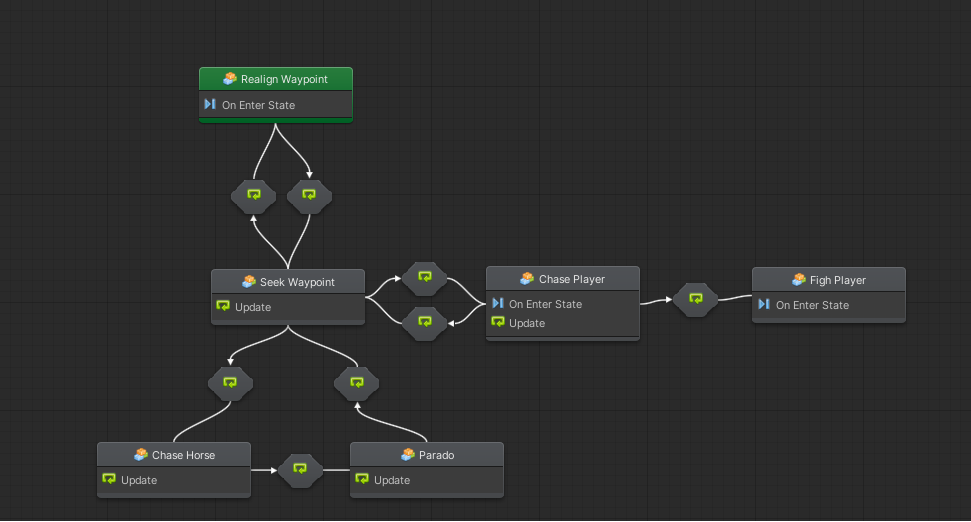 Realign Waypoint
On Enter State
Seek Waypoint
Update
Chase Player
On Enter State
Update
Figh Player
On Enter State
Chase Horse
Update
Parado
Update